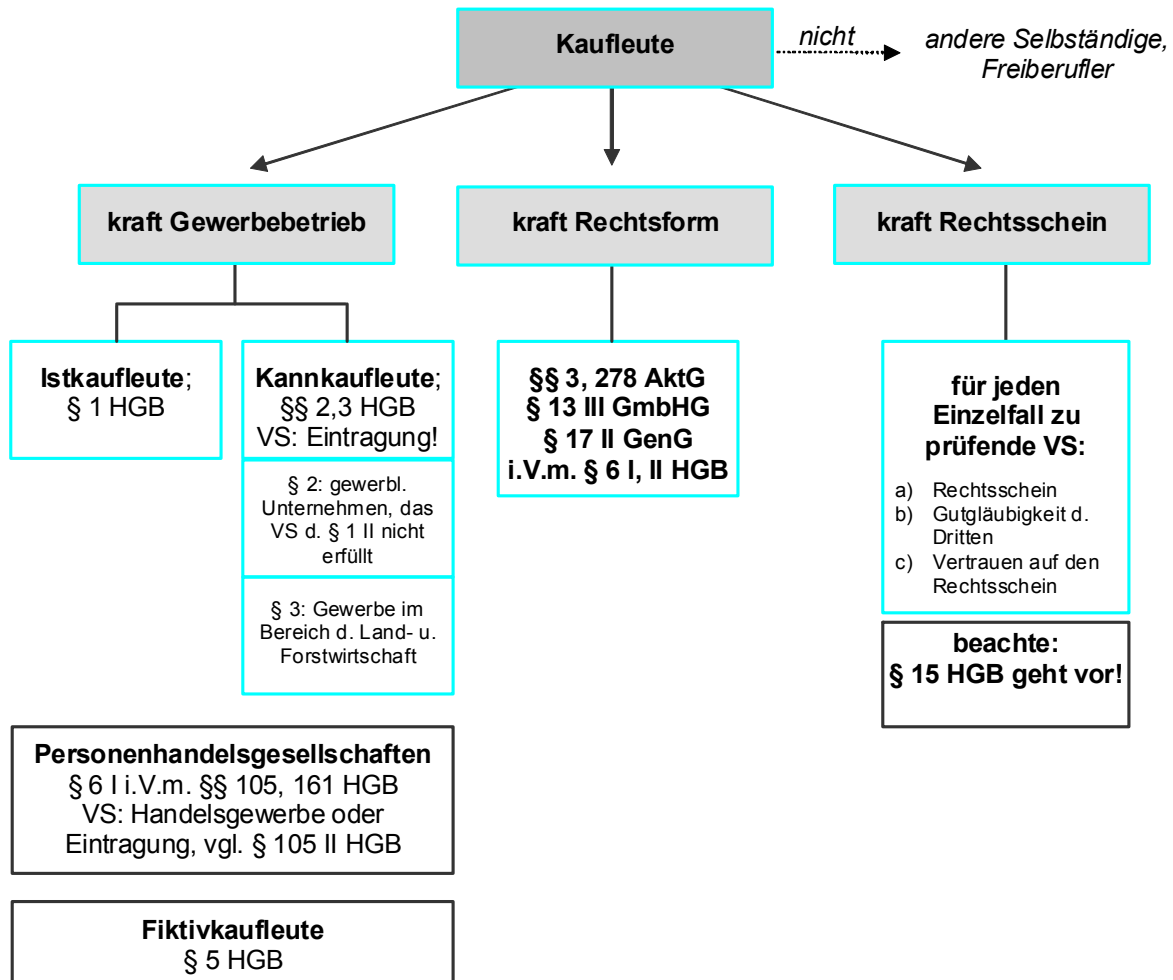 Kaufleute
nicht
andere Selbständige,
Freiberufler
kraft Gewerbebetrieb
kraft Rechtsform
kraft Rechtsschein
Istkaufleute;
§ 1 HGB
Kannkaufleute;
§§ 2,3 HGB
VS: Eintragung!
§ 2: gewerbl.
Unternehmen, das
VS d. § 1 II nicht
erfüllt
§ 3: Gewerbe im
Bereich d. Land- u.
Forstwirtschaft
§§ 3, 278 AktG
§ 13 III GmbHG
§ 17 II GenG
i.V.m. § 6 I, II HGB
für jeden
Einzelfall zu
prüfende VS:
a) Rechtsschein
b) Gutgläubigkeit d.
Dritten
c) Vertrauen auf den
Rechtsschein
beachte:
§ 15 HGB geht vor!
Personenhandelsgesellschaften
§ 6 I i.V.m. §§ 105, 161 HGB
VS: Handelsgewerbe oder
Eintragung, vgl. § 105 II HGB
Fiktivkaufleute
§ 5 HGB